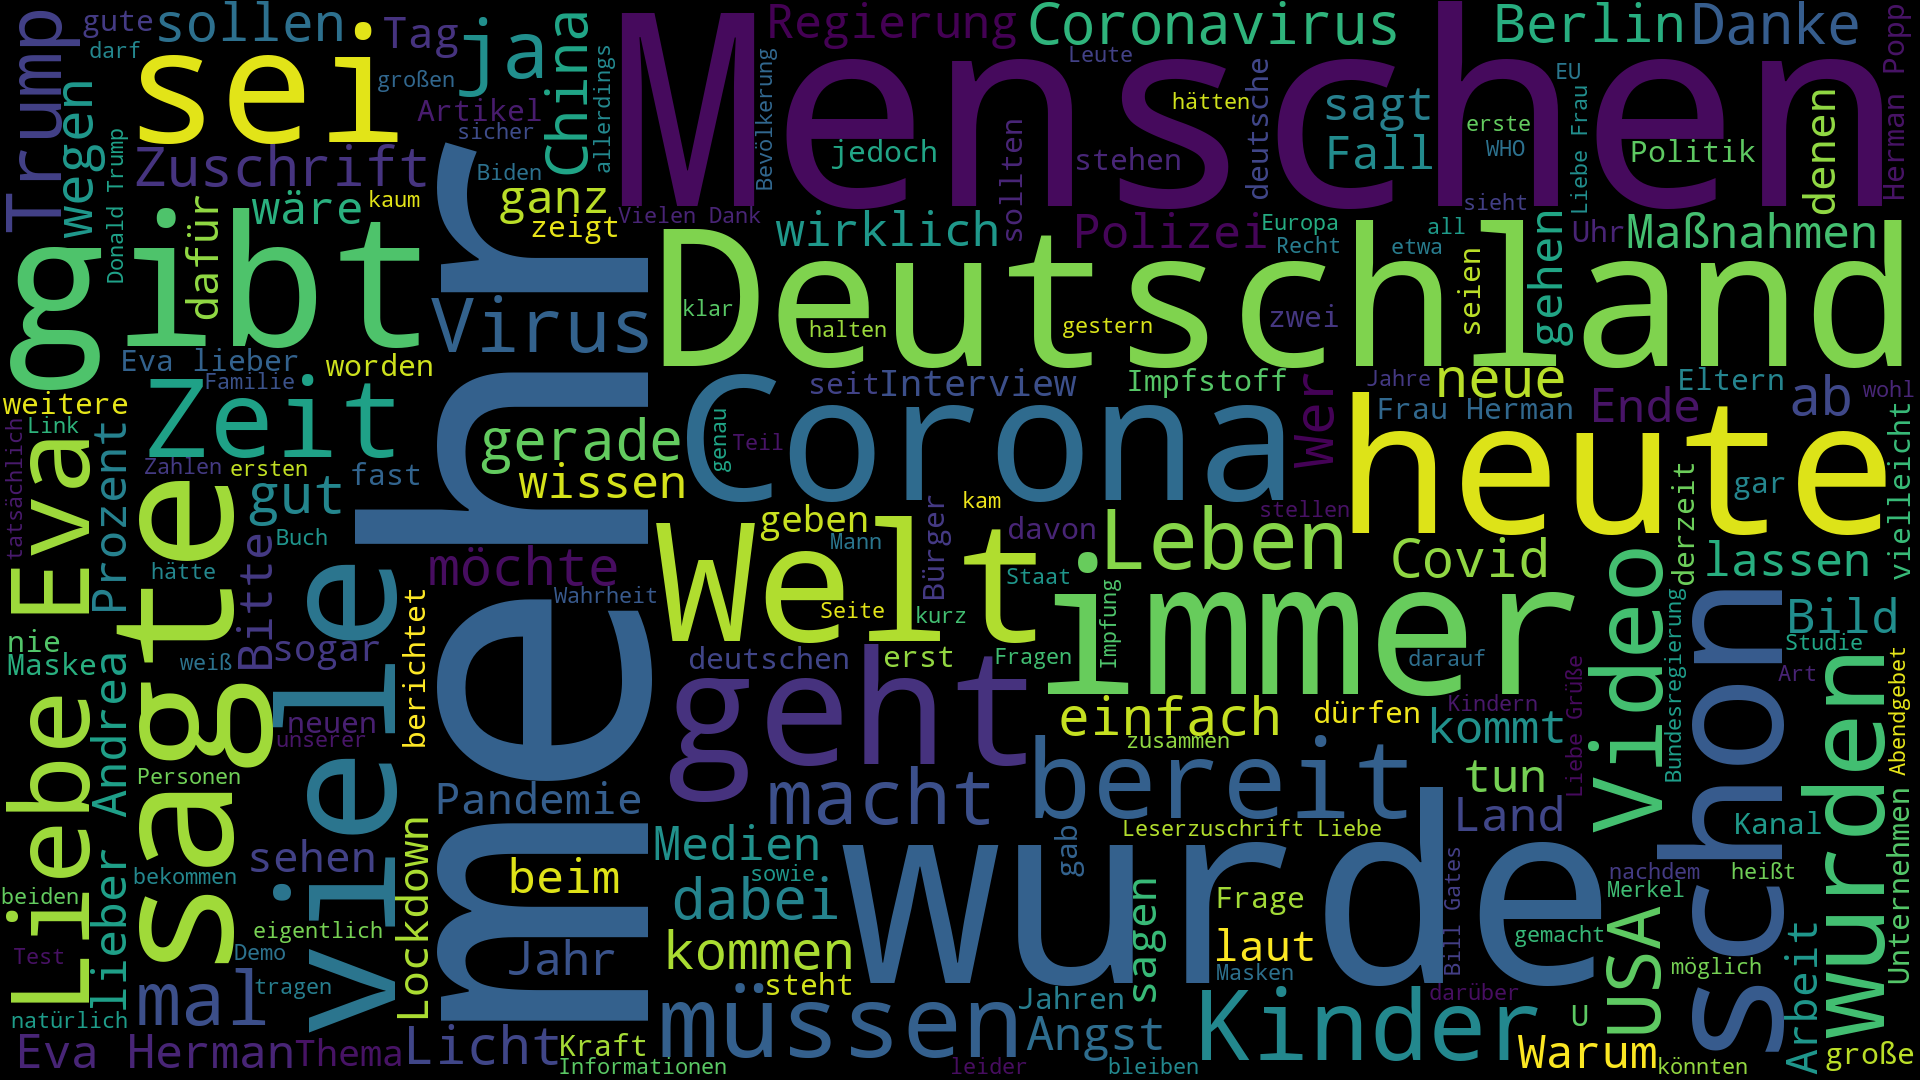 Menschen
mehr
wurde
Deutschland
heute
Corona
gibt
sei
sagte
viele
immer
Welt
geht
schon
Trump
gute
sollen
darf
Tag
ja
großen
Artikel
sicher
China
allerdings
Regierung
Coronavirus
Leute
Bevölkerung
Berlin
Danke
Herman Popp
EU
Liebe Frau
hätten
deutsche
sagt
Fall
erste
WHO
Politik
denen
jedoch
stehen
sollten
wegen
Donald Trump
Zuschrift
Biden
ganz
zeigt
Vielen Dank
wäre
kaum
dafür
sieht
wirklich
Polizei
Europa
Recht
all
etwa
Uhr
Maßnahmen
gehen
seien
Virus
klar
halten
gestern
zwei
Eva lieber
Familie
worden
Zeit
weitere
Link
seit
Interview
Impfstoff
Wer
Jahre
neue
Eltern
ab
wohl
Frau Herman
Ende
vielleicht
gar
tatsächlich
Eva
Prozent
Zahlen
ersten
fast
gut
gerade
wissen
genau
Teil
stellen
Buch
Bitte
hätte
möchte
Wahrheit
geben
kam
Mann
davon
Bürger
Staat
Seite
kurz
Leben
Covid
derzeit
lassen
Video
Bild
Studie
Art
nie
Maske
weiß
sogar
berichtet
deutschen
erst
Fragen
Impfung
darauf
Bundesregierung
Abendgebet
Liebe
lieber Andrea
neuen
unserer
Personen
einfach
dürfen
Kindern
Liebe Grüße
kommt
zusammen
bereit
tun
wurden
Pandemie
macht
Land
Kanal
Unternehmen
sehen
bekommen
beiden
Lockdown
beim
Medien
sowie
dabei
gab
Leserzuschrift Liebe
Bill Gates
nachdem
Merkel
heißt
Frage
laut
Masken
gemacht
eigentlich
Demo
Test
tragen
natürlich
mal
Jahr
kommen
steht
sagen
USA
möglich
Arbeit
darüber
müssen
Jahren
Angst
Kinder
U
Warum
könnten
große
Eva Herman
Thema
Licht
Kraft
Informationen
leider
bleiben